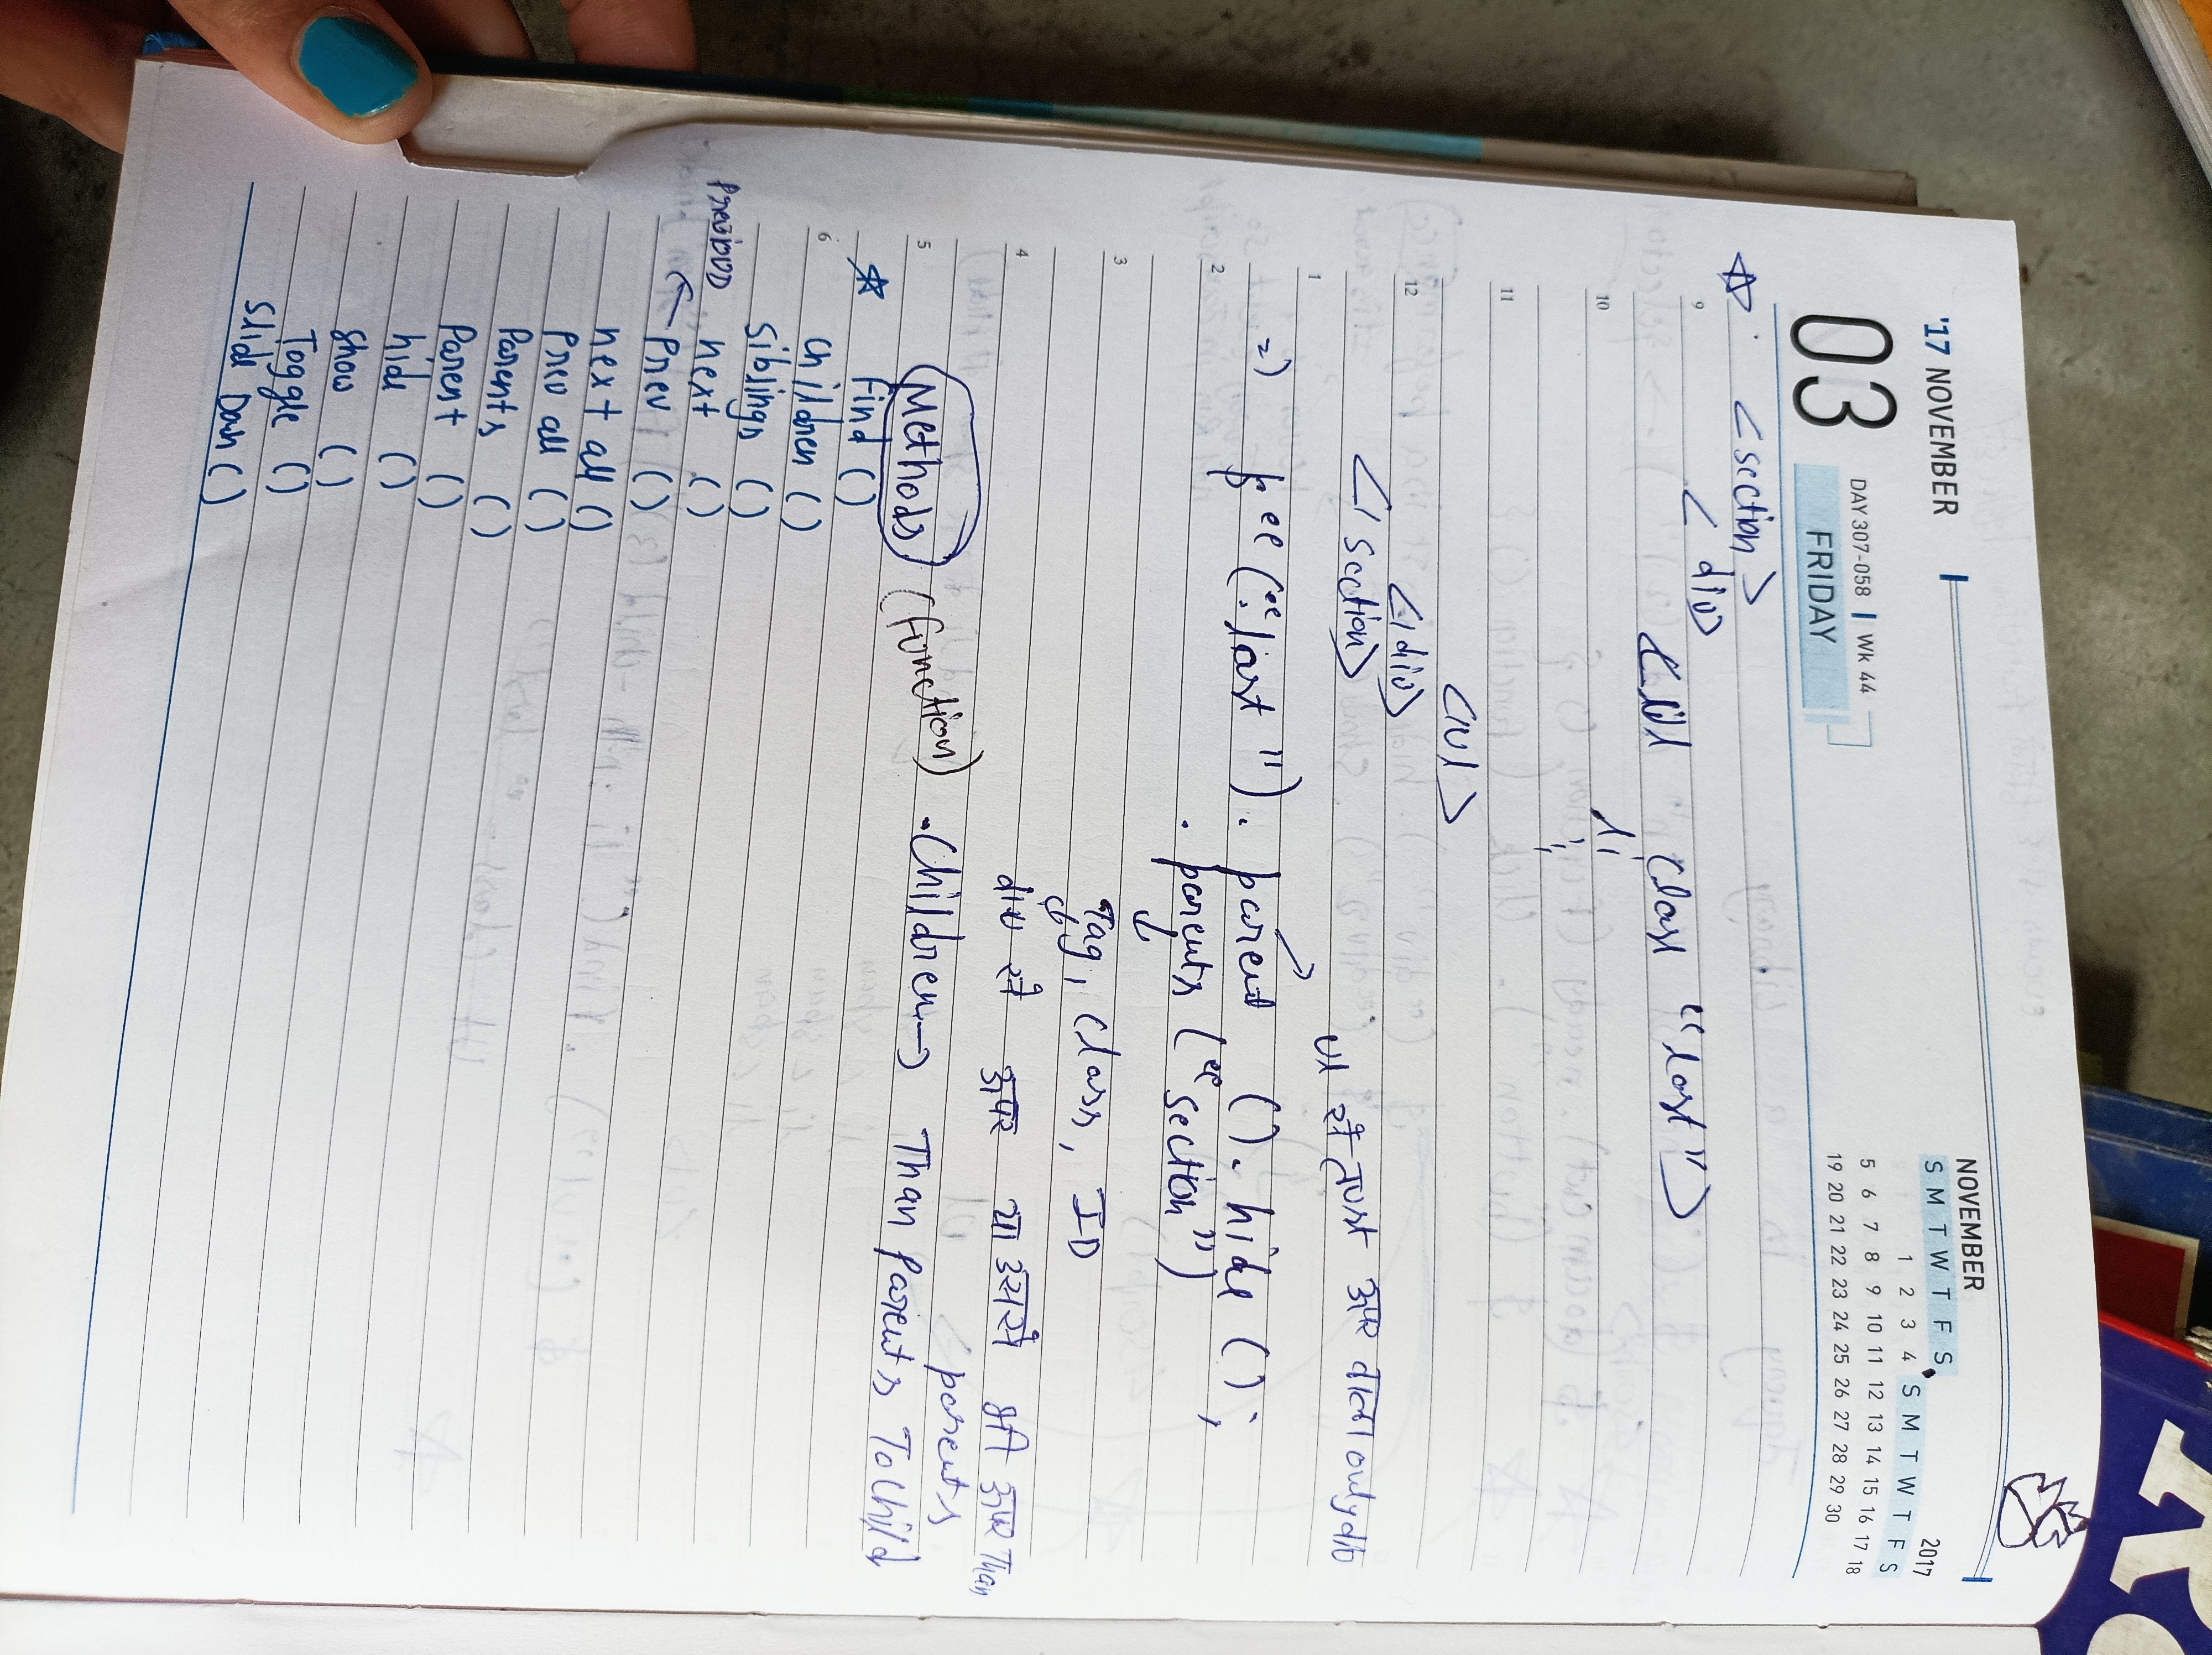 '17 NOVEMBER
03
DAY 307-058 | Wk 44
FRIDAY
NOVEMBER
2017
S M T W T F S
S M T W T F S
1 2 3 4
5 6 7 8 9 10 11 12 13 14 15 16 17 18
19 20 21 22 23 24 25 26 27 28 29 30
<section>
9
<div>
<ul class "last">
10
li
11
</ul>
12
</div>
</section>
ul से just ऊपर वाला only div
1
=) $ (".last"). parent (). hide ();
2
. parents ("section")
3
Tag, class, ID
4
div से ऊपर या उससे भी ऊपर Than
parents
5
Methods (function) .Children → Than parents To Child
find ()
6
children ()
siblings ()
next ()
Prev ()
next all ()
Prev all ()
Parents ()
Parent ()
hide ()
Show ()
Toggle ()
Slide Down ()